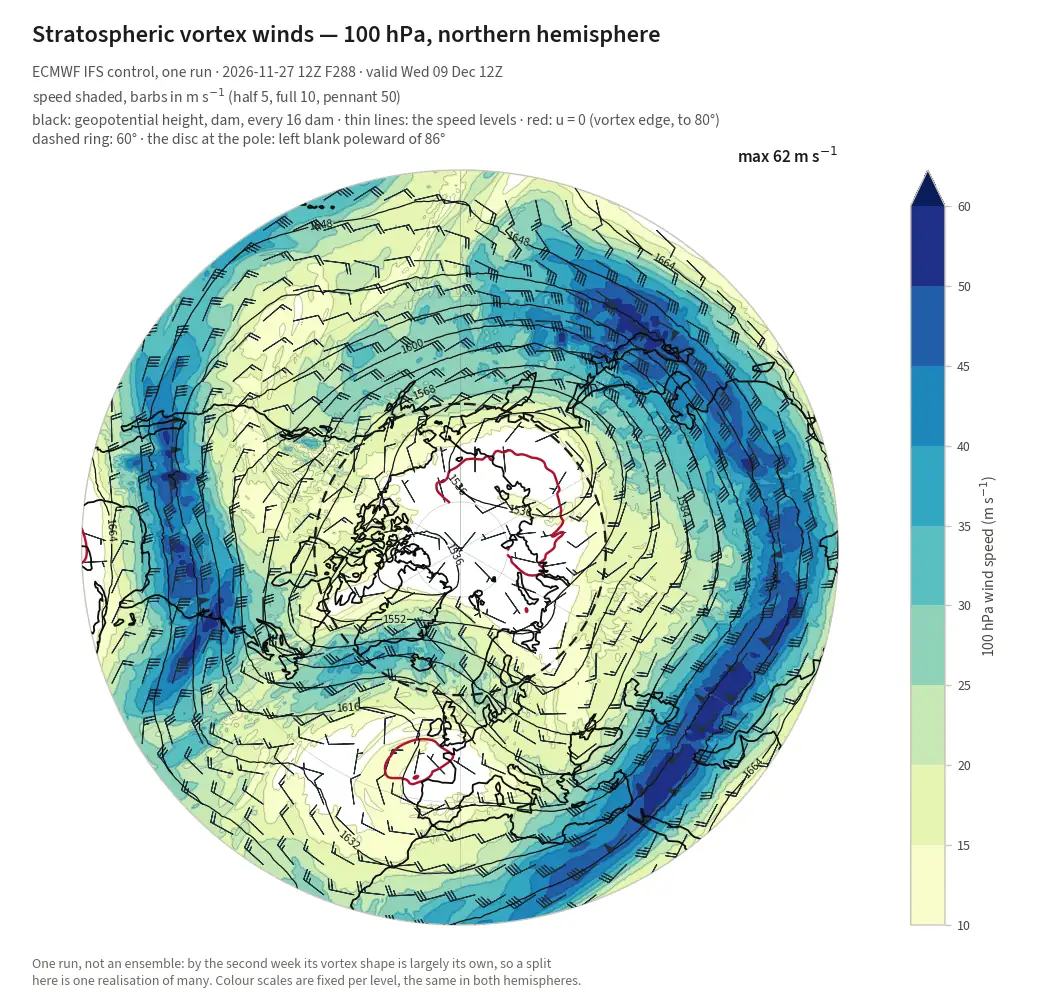 Stratospheric vortex winds — 100 hPa, northern hemisphere
ECMWF IFS control, one run · 2026-11-27 12Z F288 · valid Wed 09 Dec 12Z
speed shaded, barbs in m s⁻¹ (half 5, full 10, pennant 50)
black: geopotential height, dam, every 16 dam · thin lines: the speed levels · red: u = 0 (vortex edge, to 80°)
dashed ring: 60° · the disc at the pole: left blank poleward of 86°
max 62 m s⁻¹
1648
1648
1664
1600
1568
1536
1536
1584
1664
1536
1552
1616
1664
1632
60
50
45
40
35
30
25
20
15
10
100 hPa wind speed (m s⁻¹)
One run, not an ensemble: by the second week its vortex shape is largely its own, so a split
here is one realisation of many. Colour scales are fixed per level, the same in both hemispheres.